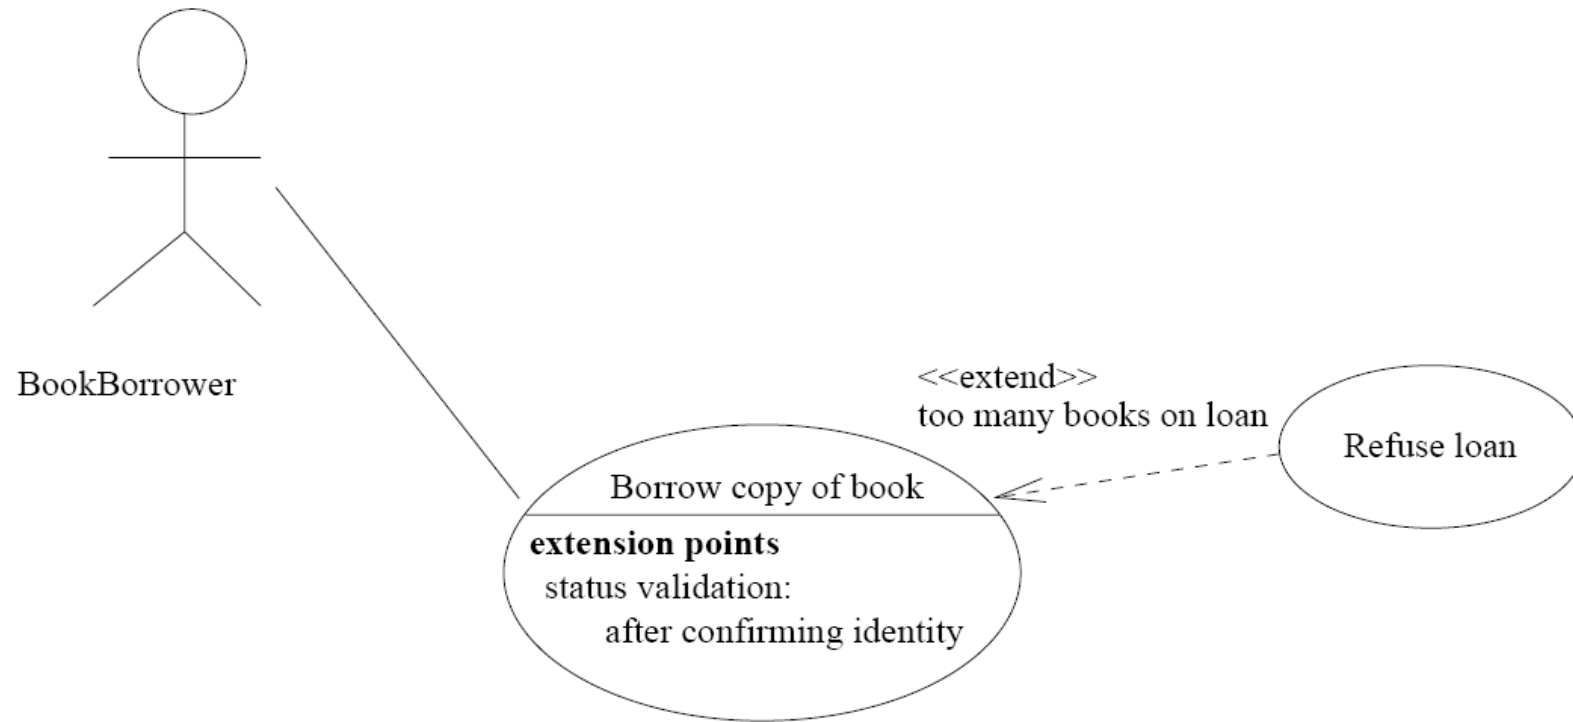 BookBorrower
<<extend>>
too many books on loan
Refuse loan
Borrow copy of book
extension points
status validation:
after confirming identity